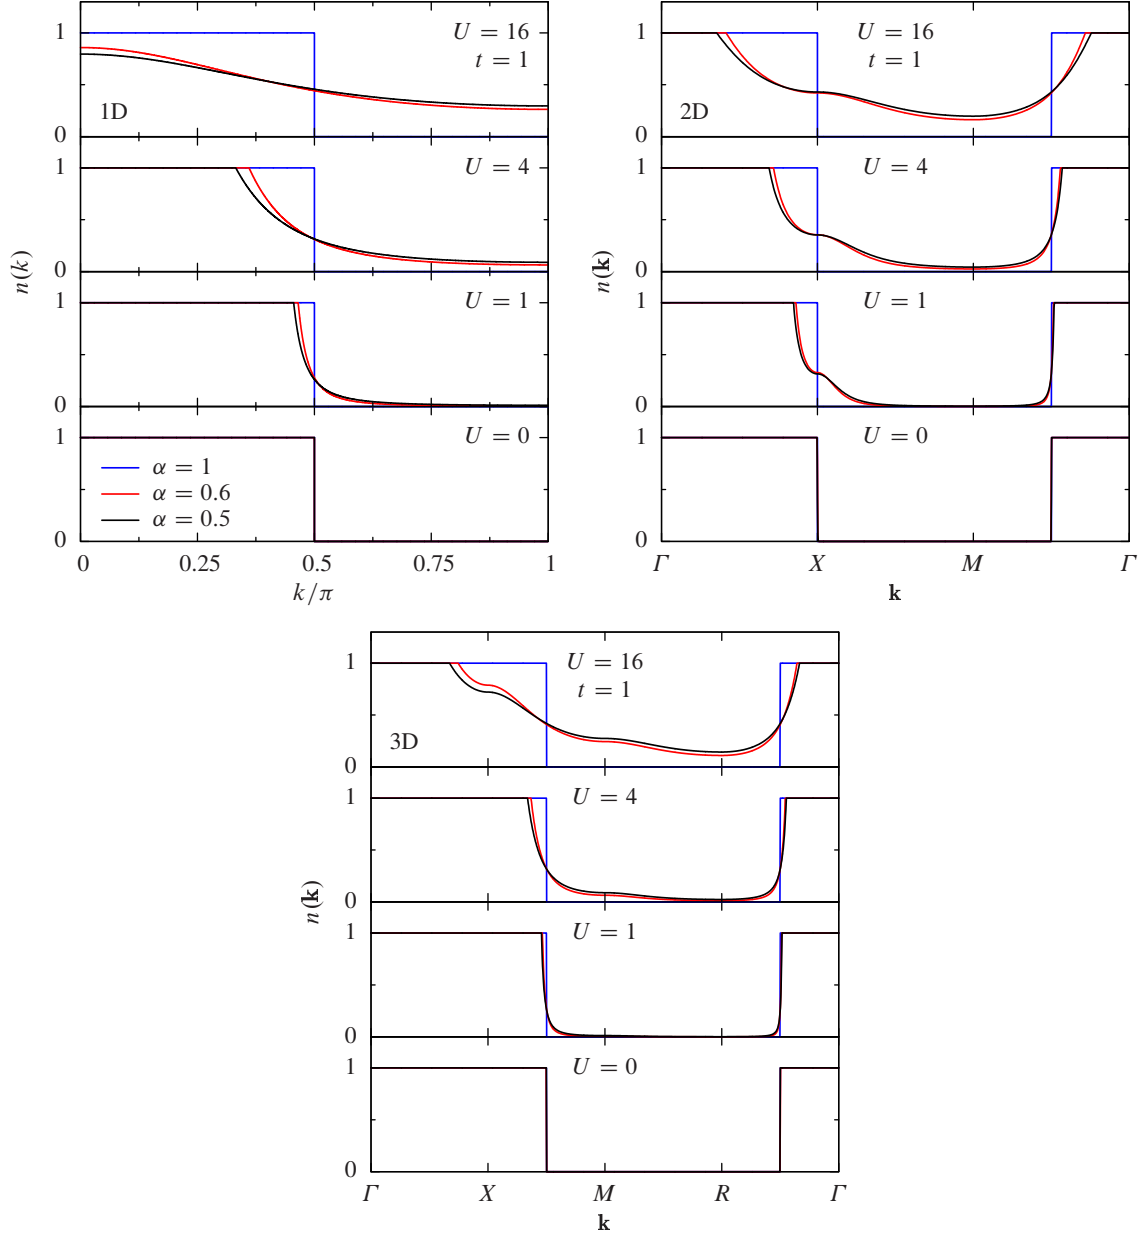 1
U = 16
t = 1
1D
0
1
U = 4
0
1
U = 1
0
1
U = 0
α = 1
α = 0.6
α = 0.5
0
n(k)
0 0.25 0.5 0.75 1
k/π
1
U = 16
t = 1
2D
0
1
U = 4
0
1
U = 1
0
1
U = 0
0
n(k)
Γ X M Γ
k
1
U = 16
t = 1
3D
0
1
U = 4
0
1
U = 1
0
1
U = 0
0
n(k)
Γ X M R Γ
k